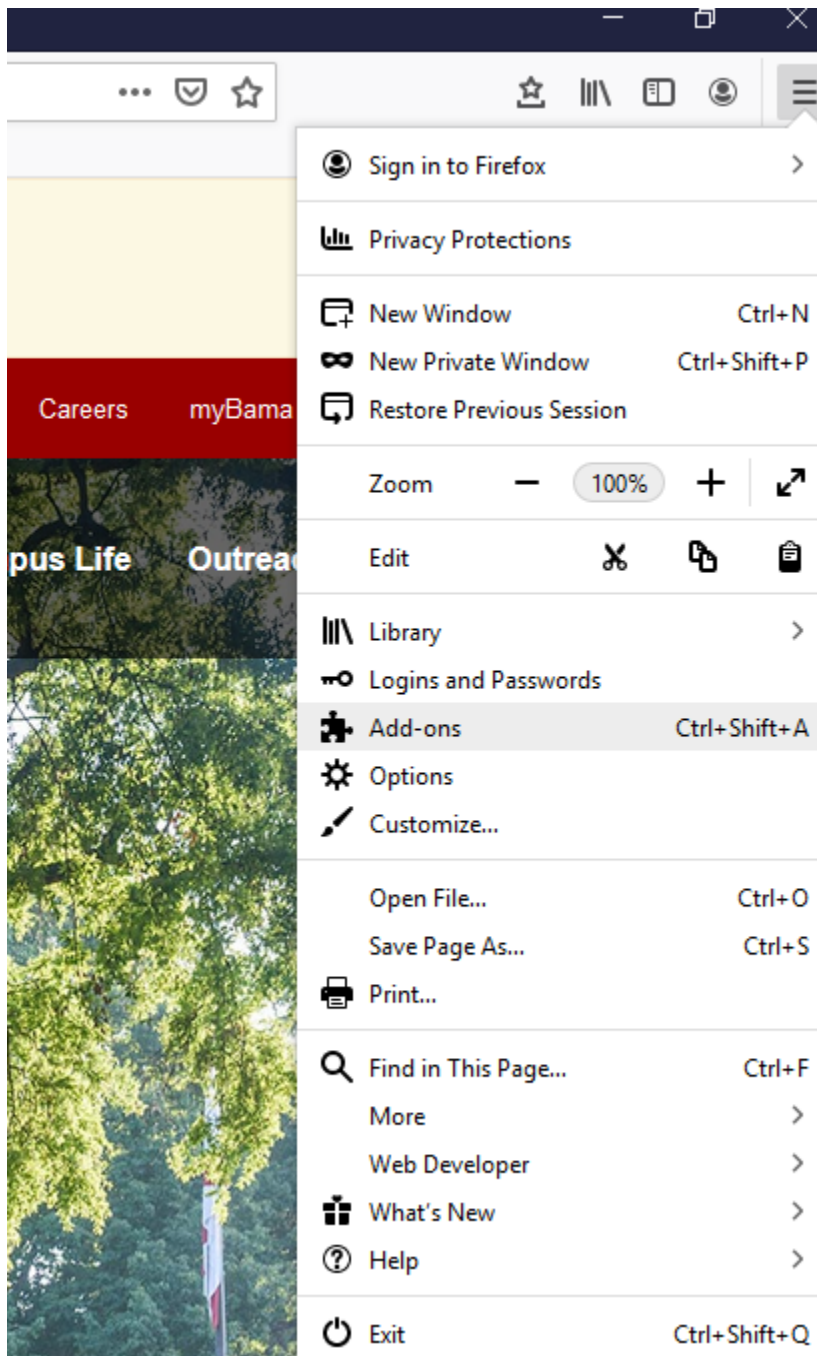 Sign in to Firefox
Privacy Protections
New Window Ctrl+N
Careers myBama
New Private Window Ctrl+Shift+P
Restore Previous Session
Zoom 100%
pus Life Outreac
Edit
Library
Logins and Passwords
Add-ons Ctrl+Shift+A
Options
Customize...
Open File... Ctrl+O
Save Page As... Ctrl+S
Print...
Find in This Page... Ctrl+F
More
Web Developer
What's New
Help
Exit Ctrl+Shift+Q